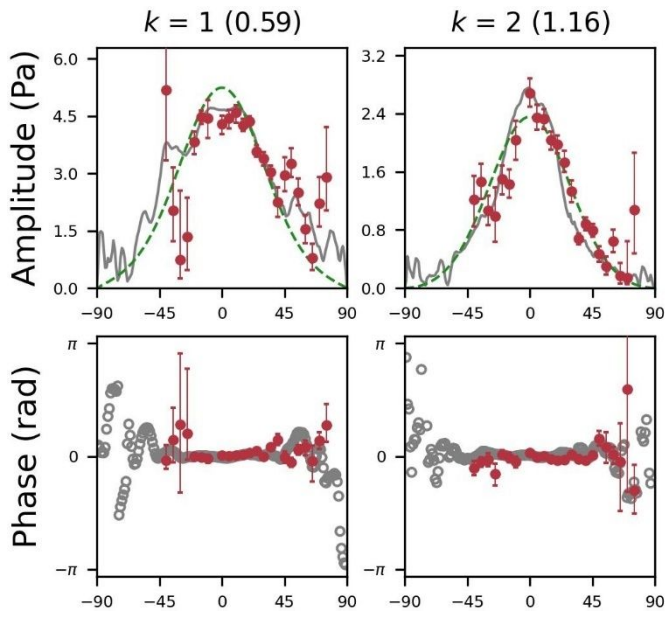 k = 1 (0.59) k = 2 (1.16)
Amplitude (Pa)
6.0
4.5
3.0
1.5
0.0
−90 −45 0 45 90
3.2
2.4
1.6
0.8
0.0
−90 −45 0 45 90
Phase (rad)
π
0
−π
−90 −45 0 45 90
π
0
−π
−90 −45 0 45 90